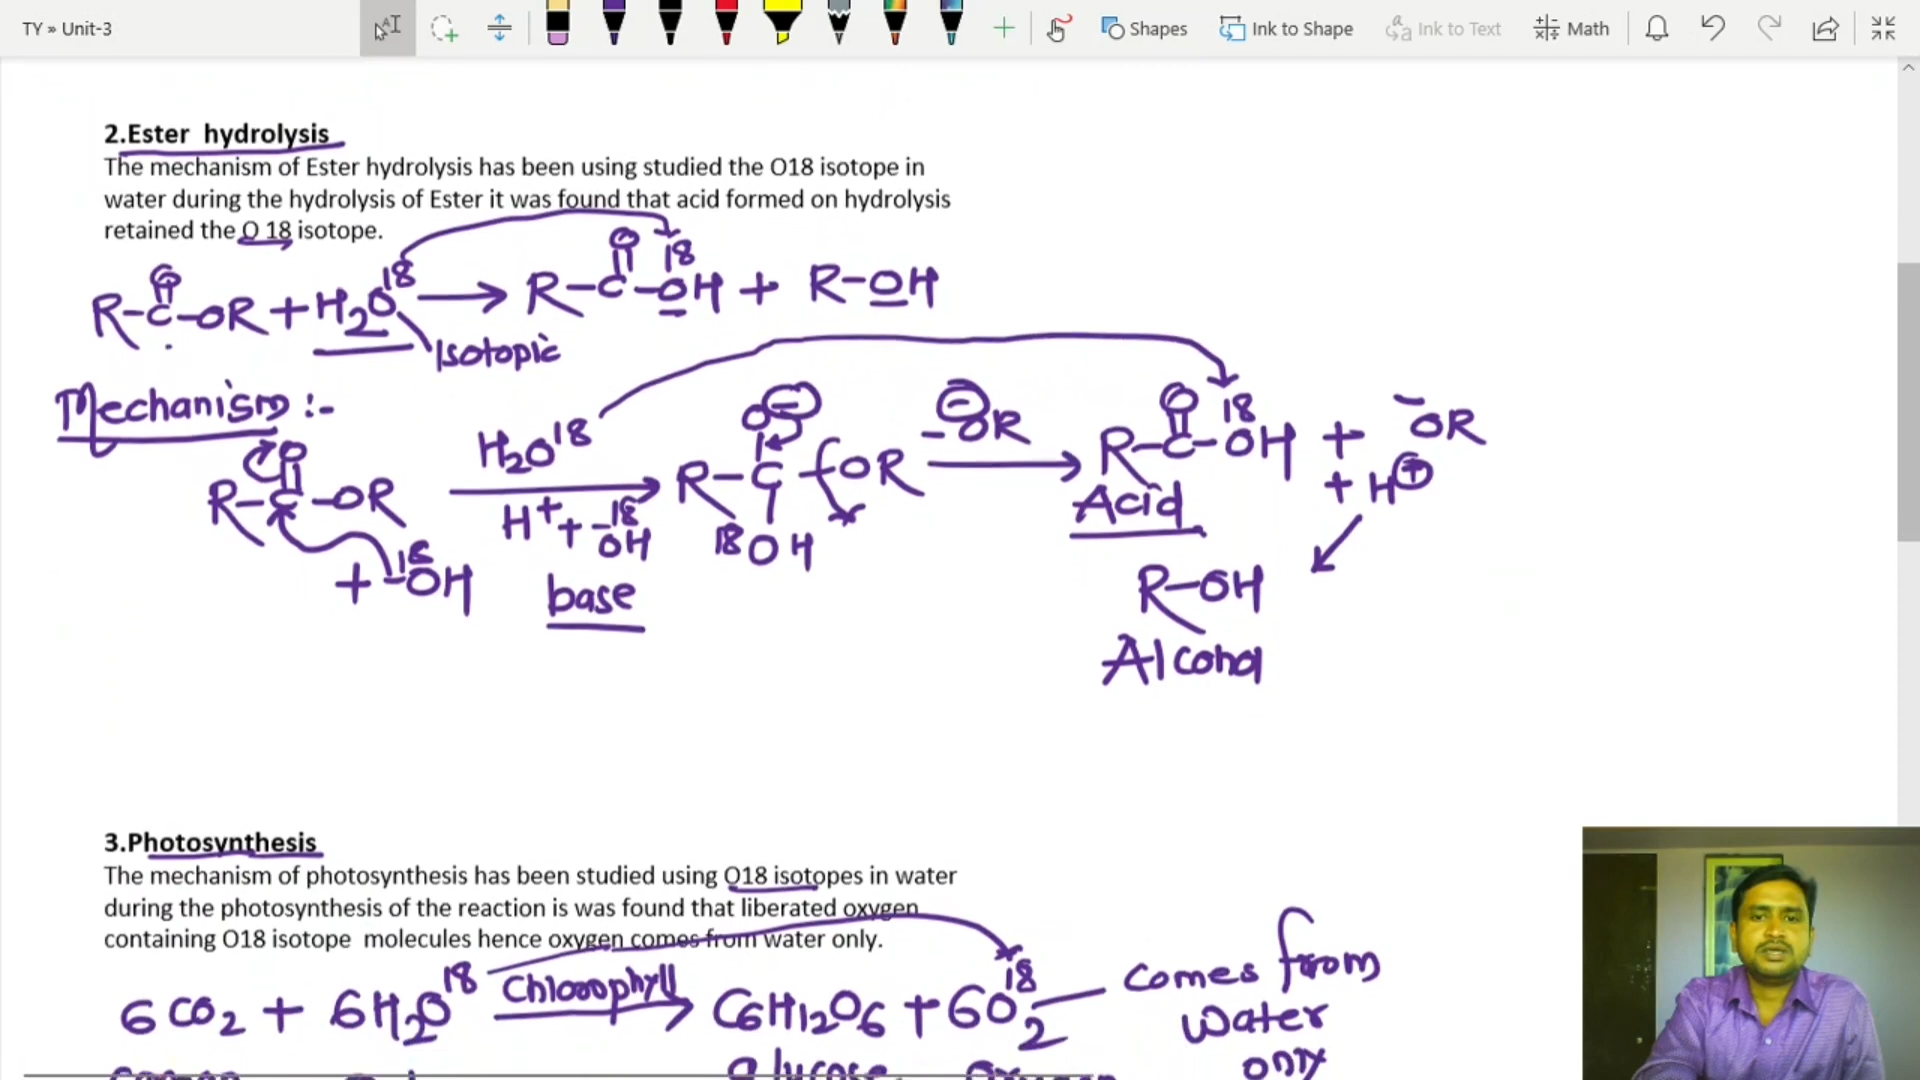 TY » Unit-3
Shapes Ink to Shape Ink to Text Math
2.Ester hydrolysis
The mechanism of Ester hydrolysis has been using studied the O18 isotope in
water during the hydrolysis of Ester it was found that acid formed on hydrolysis
retained the O 18 isotope.
O O 18
R-C-OR + H2O18 → R-C-OH + R-OH
Isotopic
Mechanism :-
O H2O18 O⊖ ⊖OR O 18 -OR
R-C-OR → R-C-OR → R-C-OH + + H⊕
+ -18OH H+ + -18OH 18OH Acid
base
R-OH
Alcohol
3.Photosynthesis
The mechanism of photosynthesis has been studied using O18 isotopes in water
during the photosynthesis of the reaction is was found that liberated oxygen
containing O18 isotope molecules hence oxygen comes from water only.
6CO2 + 6H2O18 Chlorophyll → C6H12O6 + 6O218 — comes from
water
only
glucose oxygen